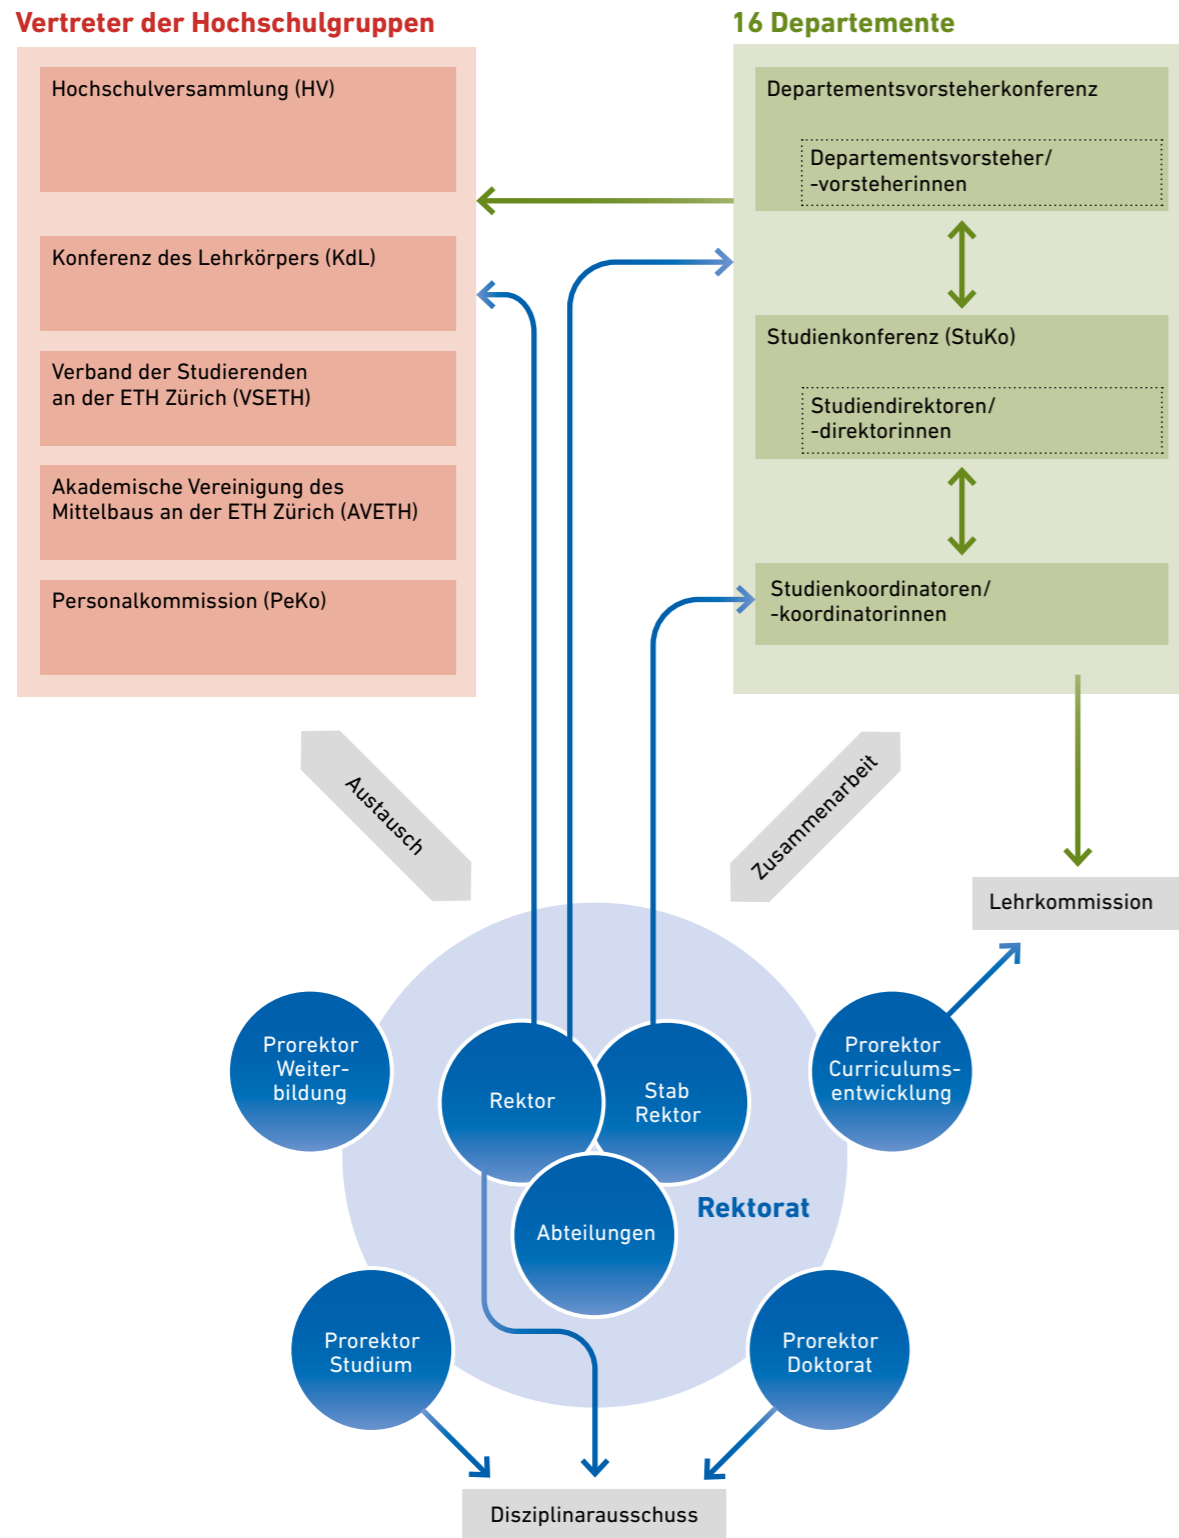 Vertreter der Hochschulgruppen
Hochschulversammlung (HV)
Konferenz des Lehrkörpers (KdL)
Verband der Studierenden
an der ETH Zürich (VSETH)
Akademische Vereinigung des
Mittelbaus an der ETH Zürich (AVETH)
Personalkommission (PeKo)
16 Departemente
Departementsvorsteherkonferenz
Departementsvorsteher/
-vorsteherinnen
Studienkonferenz (StuKo)
Studiendirektoren/
-direktorinnen
Studienkoordinatoren/
-koordinatorinnen
Austausch
Zusammenarbeit
Lehrkommission
Prorektor
Weiter-
bildung
Rektor
Stab
Rektor
Prorektor
Curriculums-
entwicklung
Rektorat
Abteilungen
Prorektor
Studium
Prorektor
Doktorat
Disziplinarausschuss